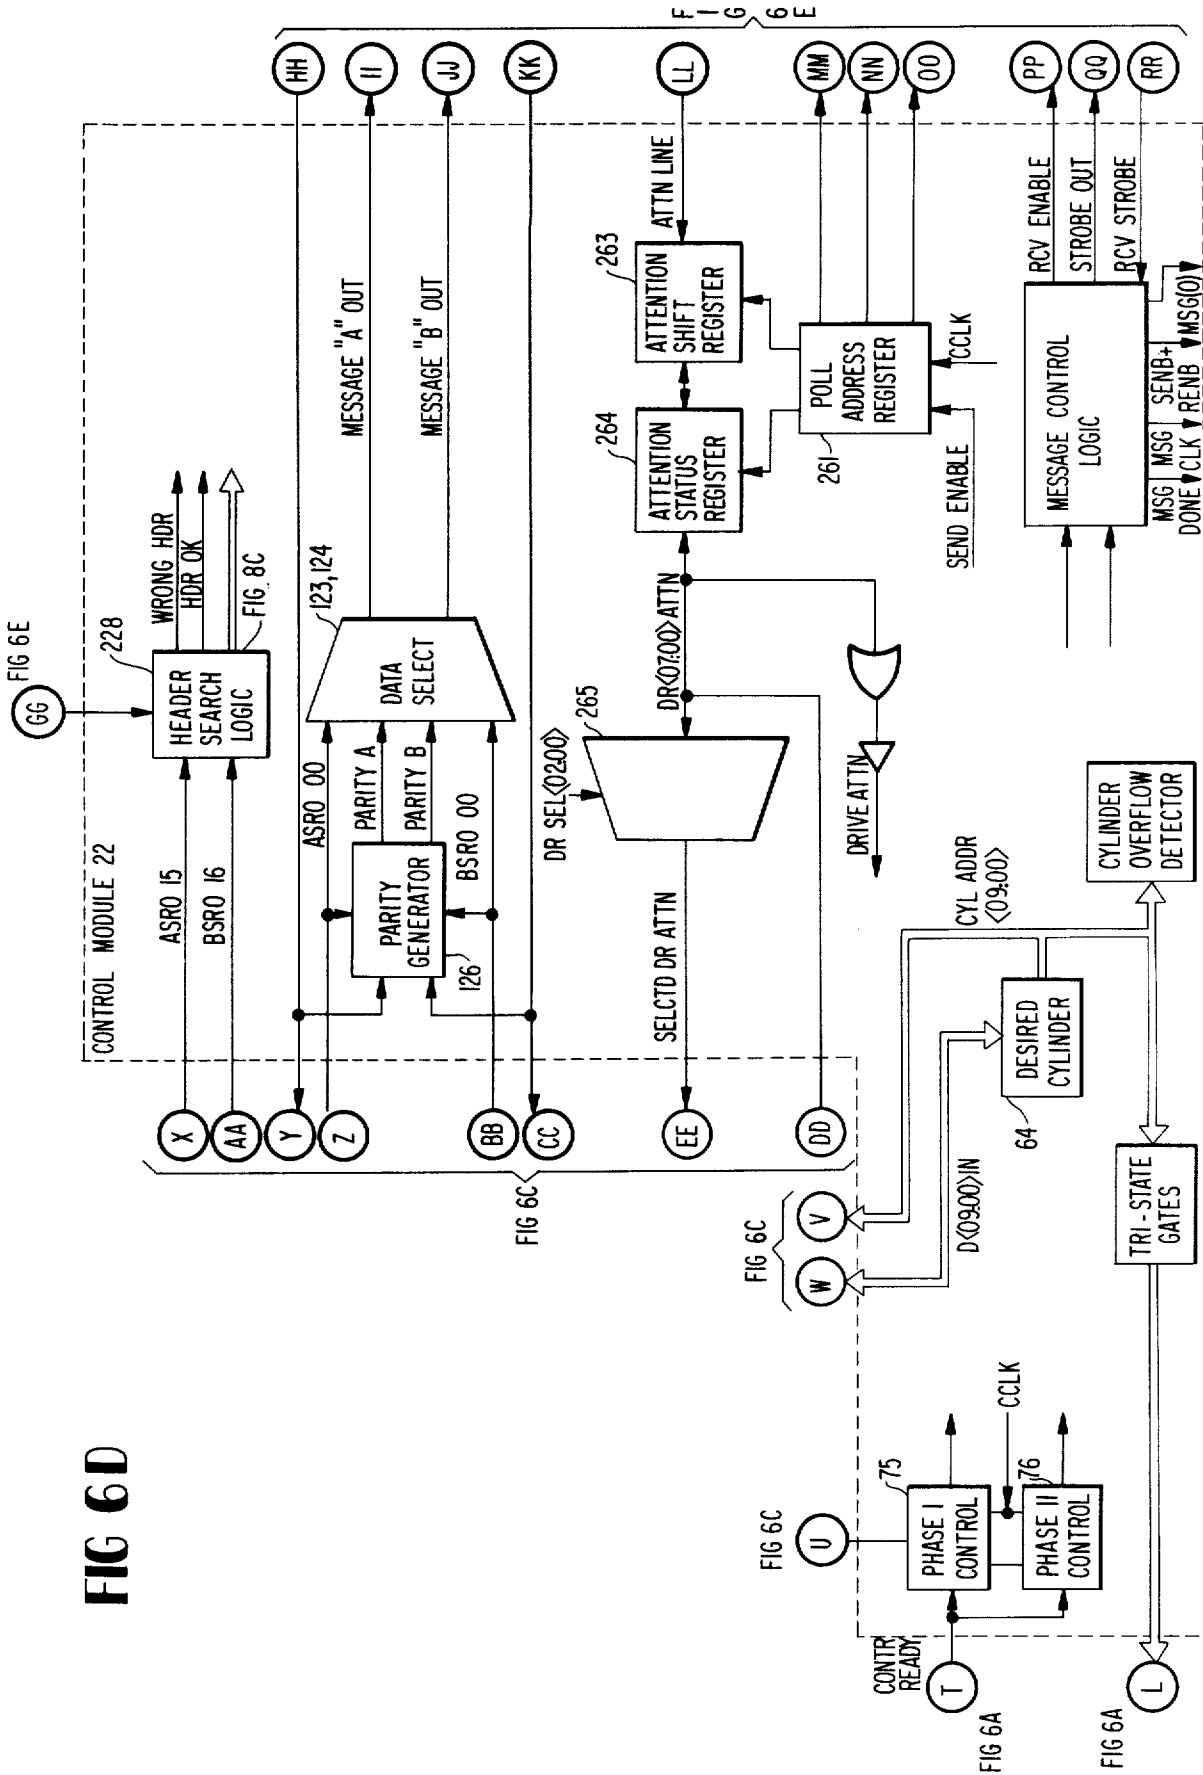 FIG 6D
FIG 6E
GG
CONTROL MODULE 22
228
HEADER
SEARCH
LOGIC
WRONG HDR
HDR OK
FIG 8C
X
ASRO 15
AA
BSRO 16
Y
Z
ASRO 00
PARITY
GENERATOR
126
PARITY A
PARITY B
BSRO 00
BB
CC
DATA
SELECT
123,124
MESSAGE "A" OUT
MESSAGE "B" OUT
HH
II
JJ
KK
FIG 6E
FIG 6C
EE
SELCTD DR ATTN
DD
DR SEL<02:00>
265
DR<07:00>ATTN
DRIVE ATTN
264
ATTENTION
STATUS
REGISTER
263
ATTENTION
SHIFT
REGISTER
ATTN LINE
LL
261
POLL
ADDRESS
REGISTER
SEND ENABLE
CCLK
MM
NN
OO
MESSAGE CONTROL
LOGIC
RCV ENABLE
STROBE OUT
RCV STROBE
PP
QQ
RR
MSG
DONE
MSG
CLK
SENB+
RENB
MSG(0)
FIG 6C
W
V
D<09:00>IN
64
DESIRED
CYLINDER
CYL ADDR
<09:00>
CYLINDER
OVERFLOW
DETECTOR
TRI-STATE
GATES
FIG 6C
U
75
PHASE I
CONTROL
76
PHASE II
CONTROL
CCLK
CONTR
READY
T
FIG 6A
L
FIG 6A